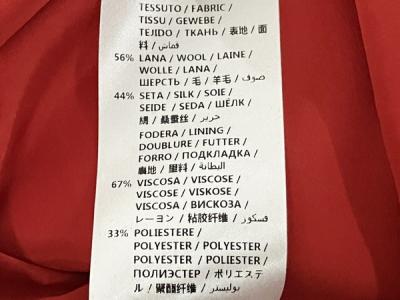 TESSUTO / FABRIC /
TISSU / GEWEBE /
TEJIDO / ТКАНЬ / 表地 / 面
料 / قماش /
56% LANA / WOOL / LAINE /
WOLLE / LANA /
ШЕРСТЬ / 毛 / 羊毛 / صوف /
44% SETA / SILK / SOIE /
SEIDE / SEDA / ШЁЛК /
絹 / 桑蚕丝 / حرير /
FODERA / LINING /
DOUBLURE / FUTTER /
FORRO / ПОДКЛАДКА /
裏地 / 里料 / البطانة /
67% VISCOSA / VISCOSE /
VISCOSE / VISKOSE /
VISCOSA / ВИСКОЗА /
レーヨン / 粘胶纤维 / فسكوز /
33% POLIESTERE /
POLYESTER / POLYESTER /
POLYESTER / POLIÉSTER /
ПОЛИЭСТЕР / ポリエステ
ル / 聚酯纤维 / بوليستر /